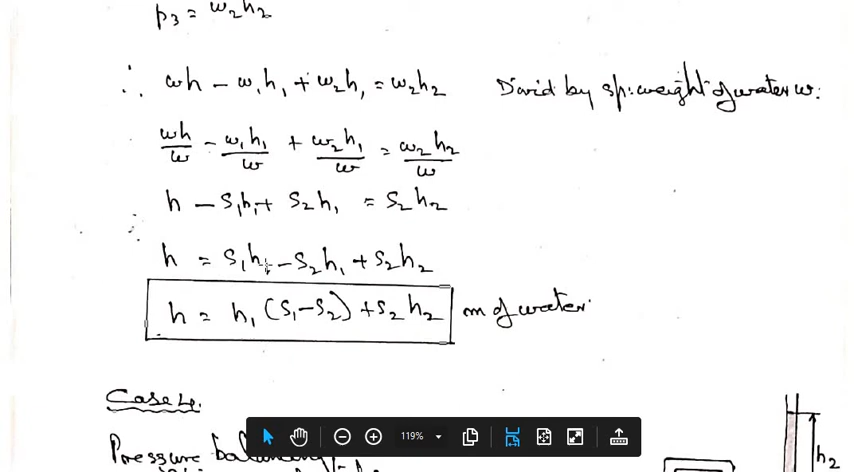 p₃ = w₂h₂
∴ wh – w₁h₁ + w₂h₁ = w₂h₂ Divid by sp: weight of water w.
wh/w – w₁h₁/w + w₂h₁/w = w₂h₂/w
h – S₁h₁ + S₂h₁ = S₂h₂
∴
h = S₁h₁ – S₂h₁ + S₂h₂
h = h₁ (S₁–S₂) + S₂h₂ m of water.
Case 4.
119%
Pressure
h₂